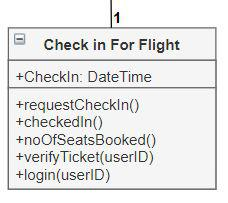 1
Check in For Flight
+CheckIn: DateTime
+requestCheckIn()
+checkedIn()
+noOfSeatsBooked()
+verifyTicket(userID)
+login(userID)